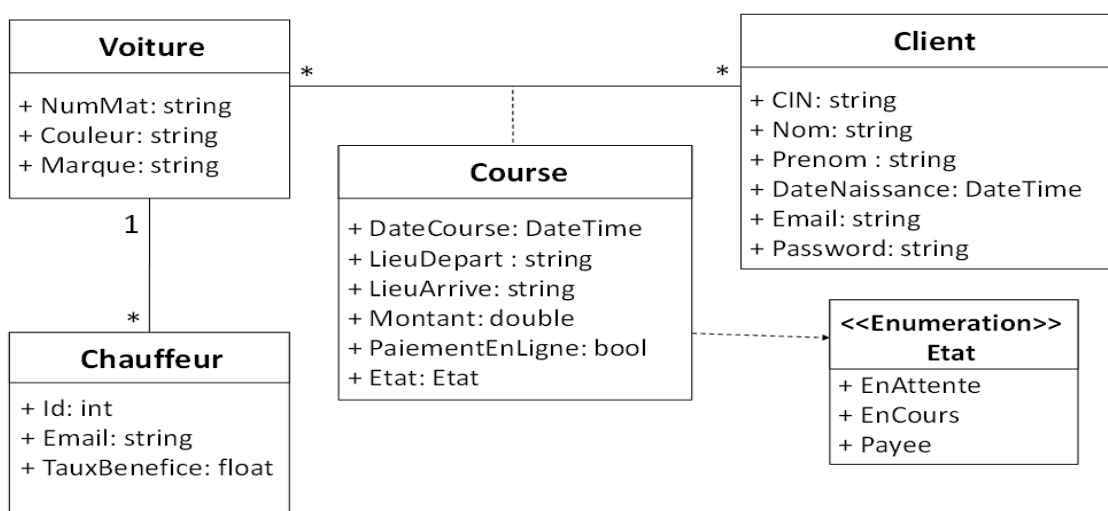 Voiture
+ NumMat: string
+ Couleur: string
+ Marque: string
*
*
1
*
Client
+ CIN: string
+ Nom: string
+ Prenom : string
+ DateNaissance: DateTime
+ Email: string
+ Password: string
Course
+ DateCourse: DateTime
+ LieuDepart : string
+ LieuArrive: string
+ Montant: double
+ PaiementEnLigne: bool
+ Etat: Etat
Chauffeur
+ Id: int
+ Email: string
+ TauxBenefice: float
<<Enumeration>>
Etat
+ EnAttente
+ EnCours
+ Payee